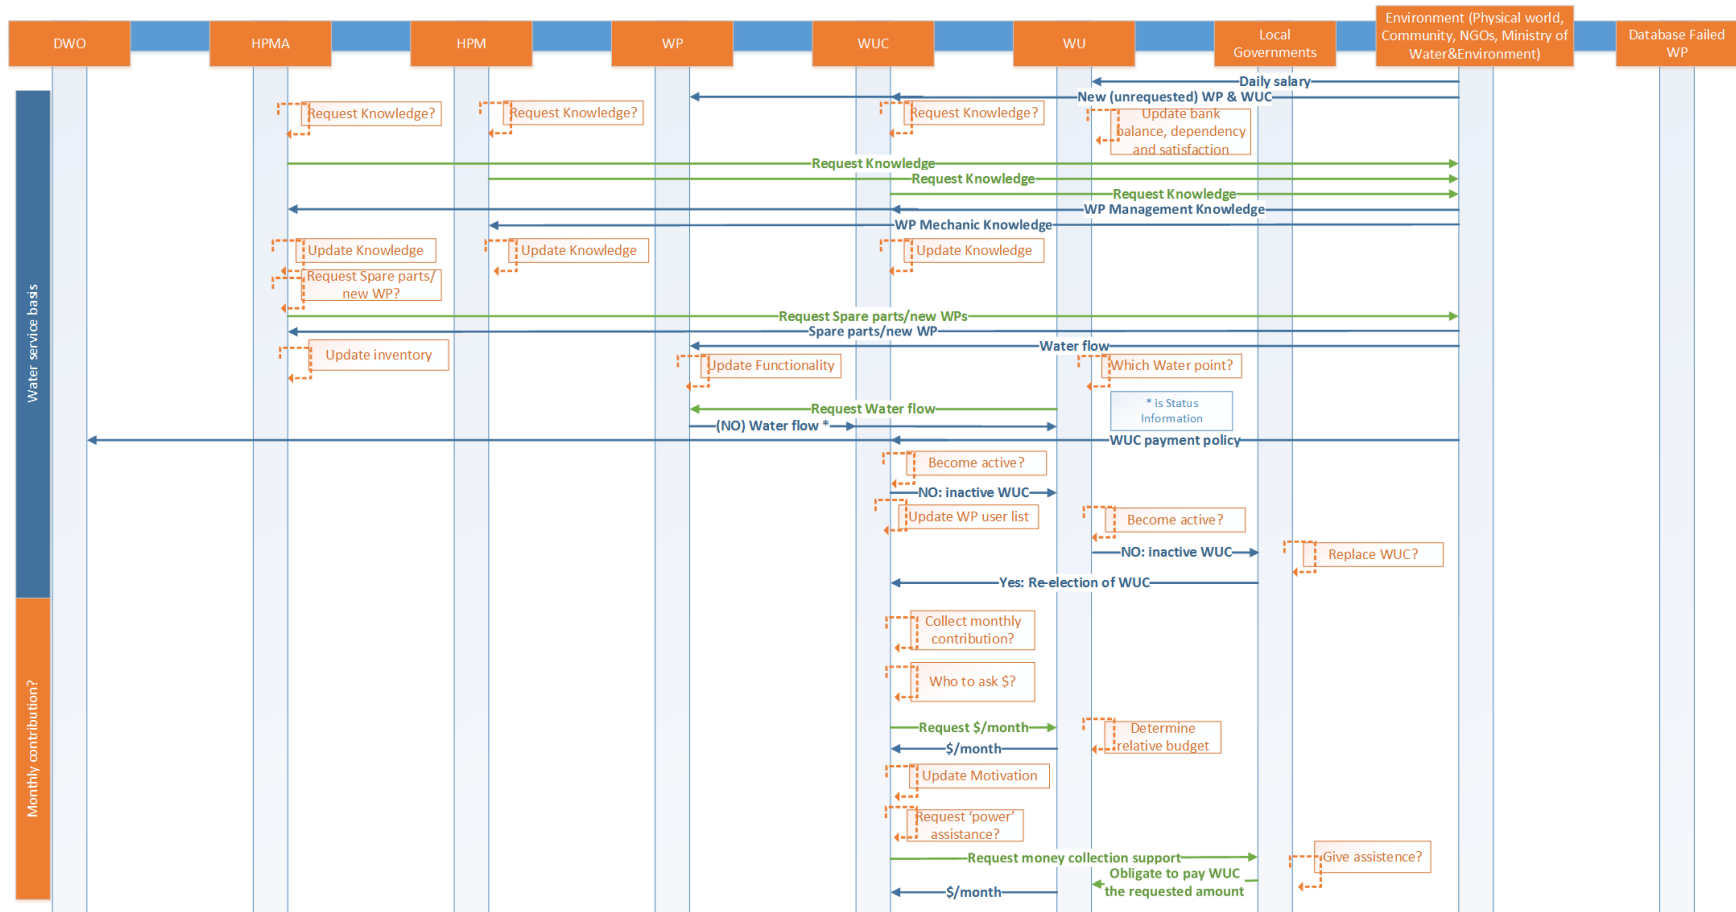 DWO
HPMA
HPM
WP
WUC
WU
Local
Governments
Environment (Physical world,
Community, NGOs, Ministry of
Water&Environment)
Database Failed
WP
Water service basis
Monthly contribution?
Daily salary
New (unrequested) WP & WUC
Request Knowledge?
Request Knowledge?
Request Knowledge?
Update bank
balance, dependency
and satisfaction
Request Knowledge
Request Knowledge
Request Knowledge
WP Management Knowledge
WP Mechanic Knowledge
Update Knowledge
Update Knowledge
Update Knowledge
Request Spare parts/
new WP?
Request Spare parts/new WPs
Spare parts/new WP
Water flow
Update inventory
Update Functionality
Which Water point?
* is Status
Information
Request Water flow
(NO) Water flow *
WUC payment policy
Become active?
NO: inactive WUC
Update WP user list
Become active?
NO: inactive WUC
Replace WUC?
Yes: Re-election of WUC
Collect monthly
contribution?
Who to ask $?
Request $/month
Determine
relative budget
$/month
Update Motivation
Request ‘power’
assistance?
Request money collection support
Give assistence?
Obligate to pay WUC
the requested amount
$/month